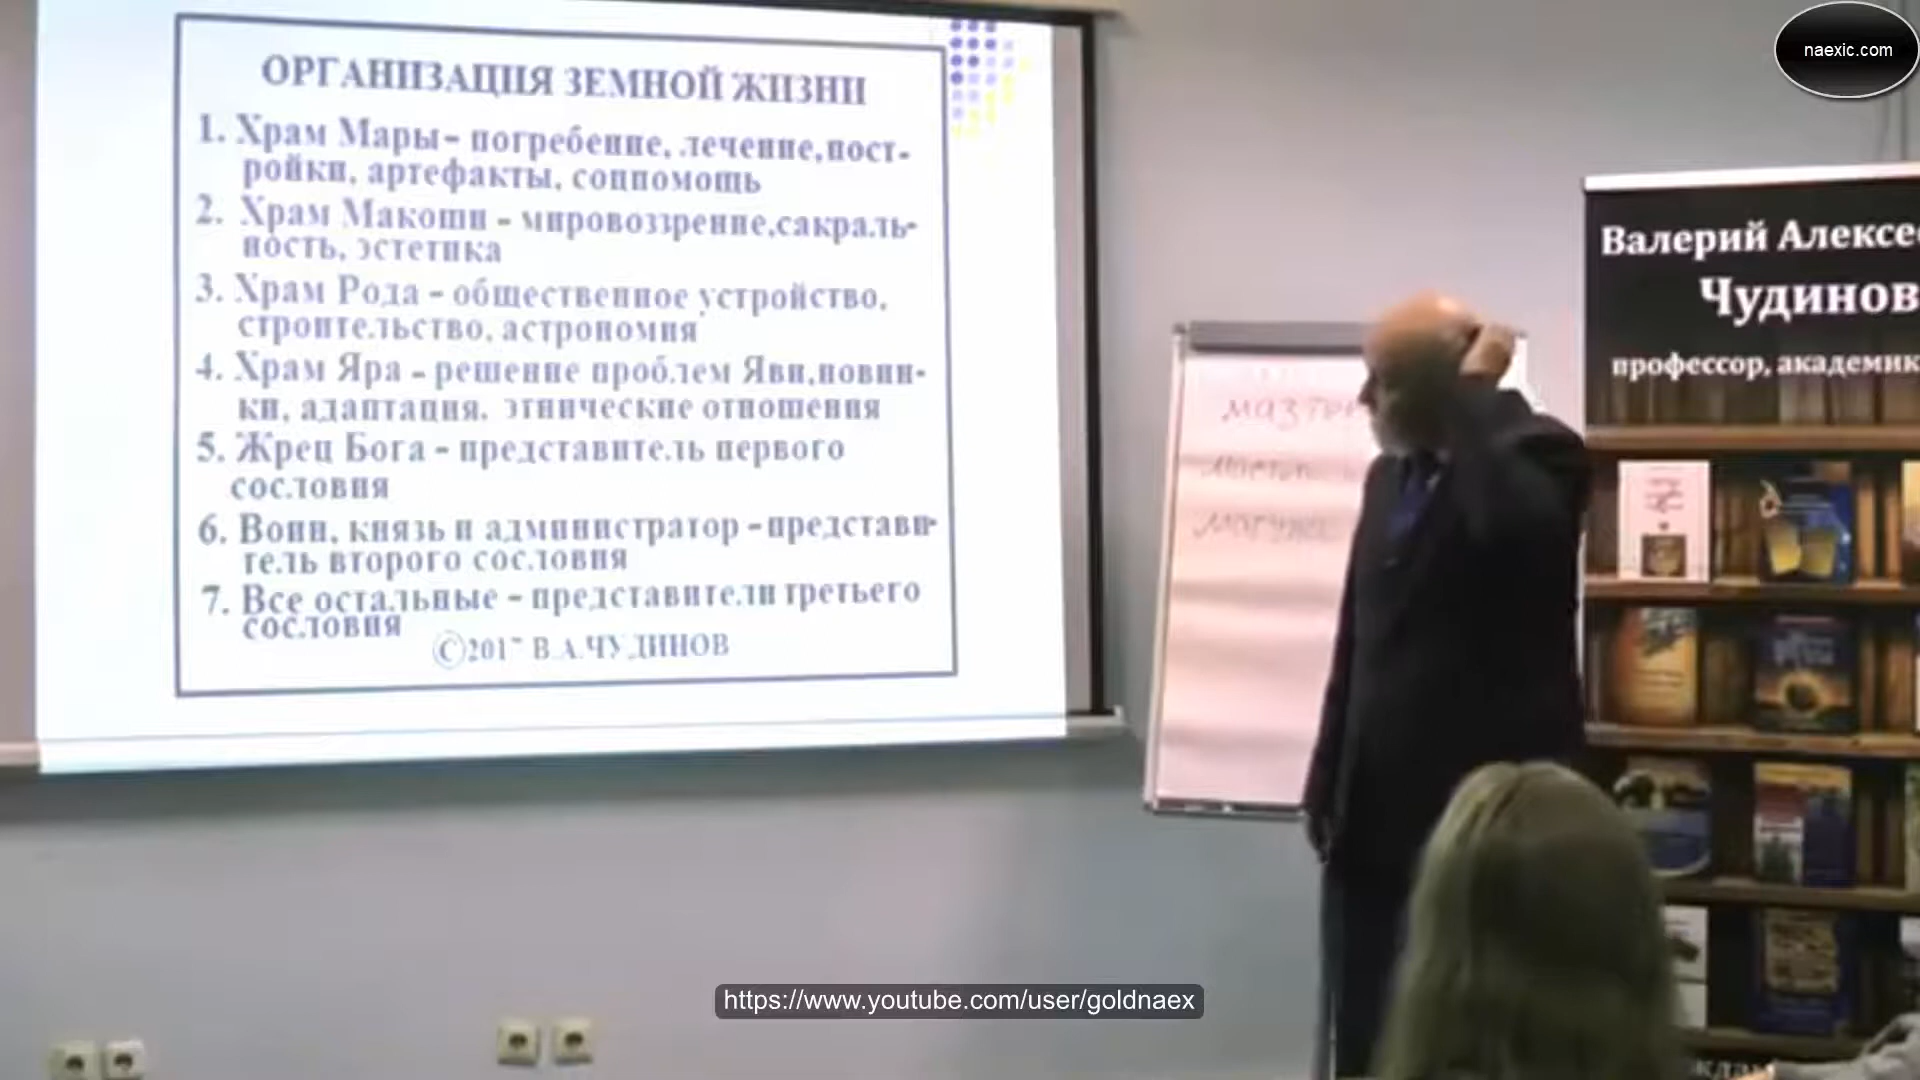 naexic.com
ОРГАНИЗАЦИЯ ЗЕМНОЙ ЖИЗНИ
1. Храм Мары - погребение, лечение, пост-
ройки, артефакты, соцпомощь
2. Храм Макоши - мировоззрение, сакраль-
ность, эстетика
3. Храм Рода - общественное устройство,
строительство, астрономия
4. Храм Яра - решение проблем Яви, новин-
ки, адаптация, этнические отношения
5. Жрец Бога - представитель первого
сословия
6. Воин, князь и администратор - представи-
тель второго сословия
7. Все остальные - представители третьего
сословия
©2017 В.А.ЧУДИНОВ
Валерий Алексе
Чудинов
профессор, академик
https://www.youtube.com/user/goldnaex